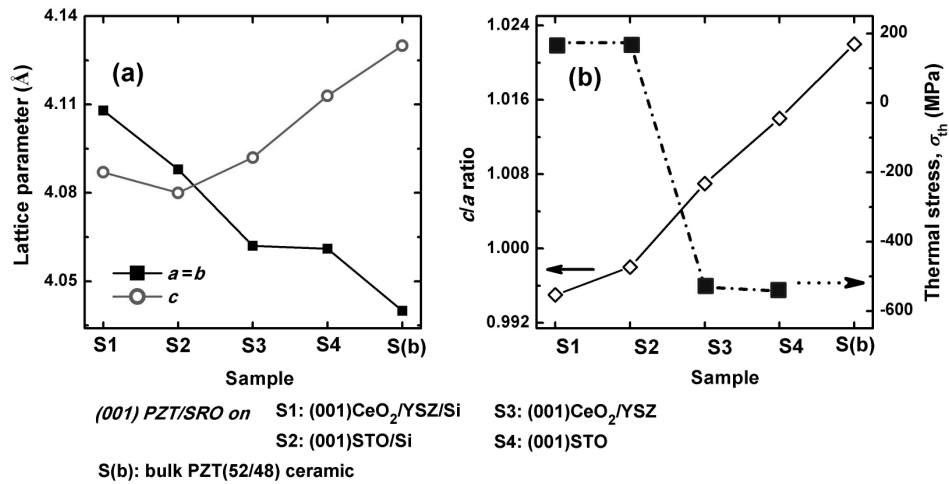 4.14
4.11
4.08
4.05
Lattice parameter (Å)
(a)
a=b
c
S1 S2 S3 S4 S(b)
Sample
1.024
1.016
1.008
1.000
0.992
c/a ratio
(b)
200
0
-200
-400
-600
Thermal stress, σth (MPa)
S1 S2 S3 S4 S(b)
Sample
(001) PZT/SRO on S1: (001)CeO₂/YSZ/Si S3: (001)CeO₂/YSZ
S2: (001)STO/Si S4: (001)STO
S(b): bulk PZT(52/48) ceramic